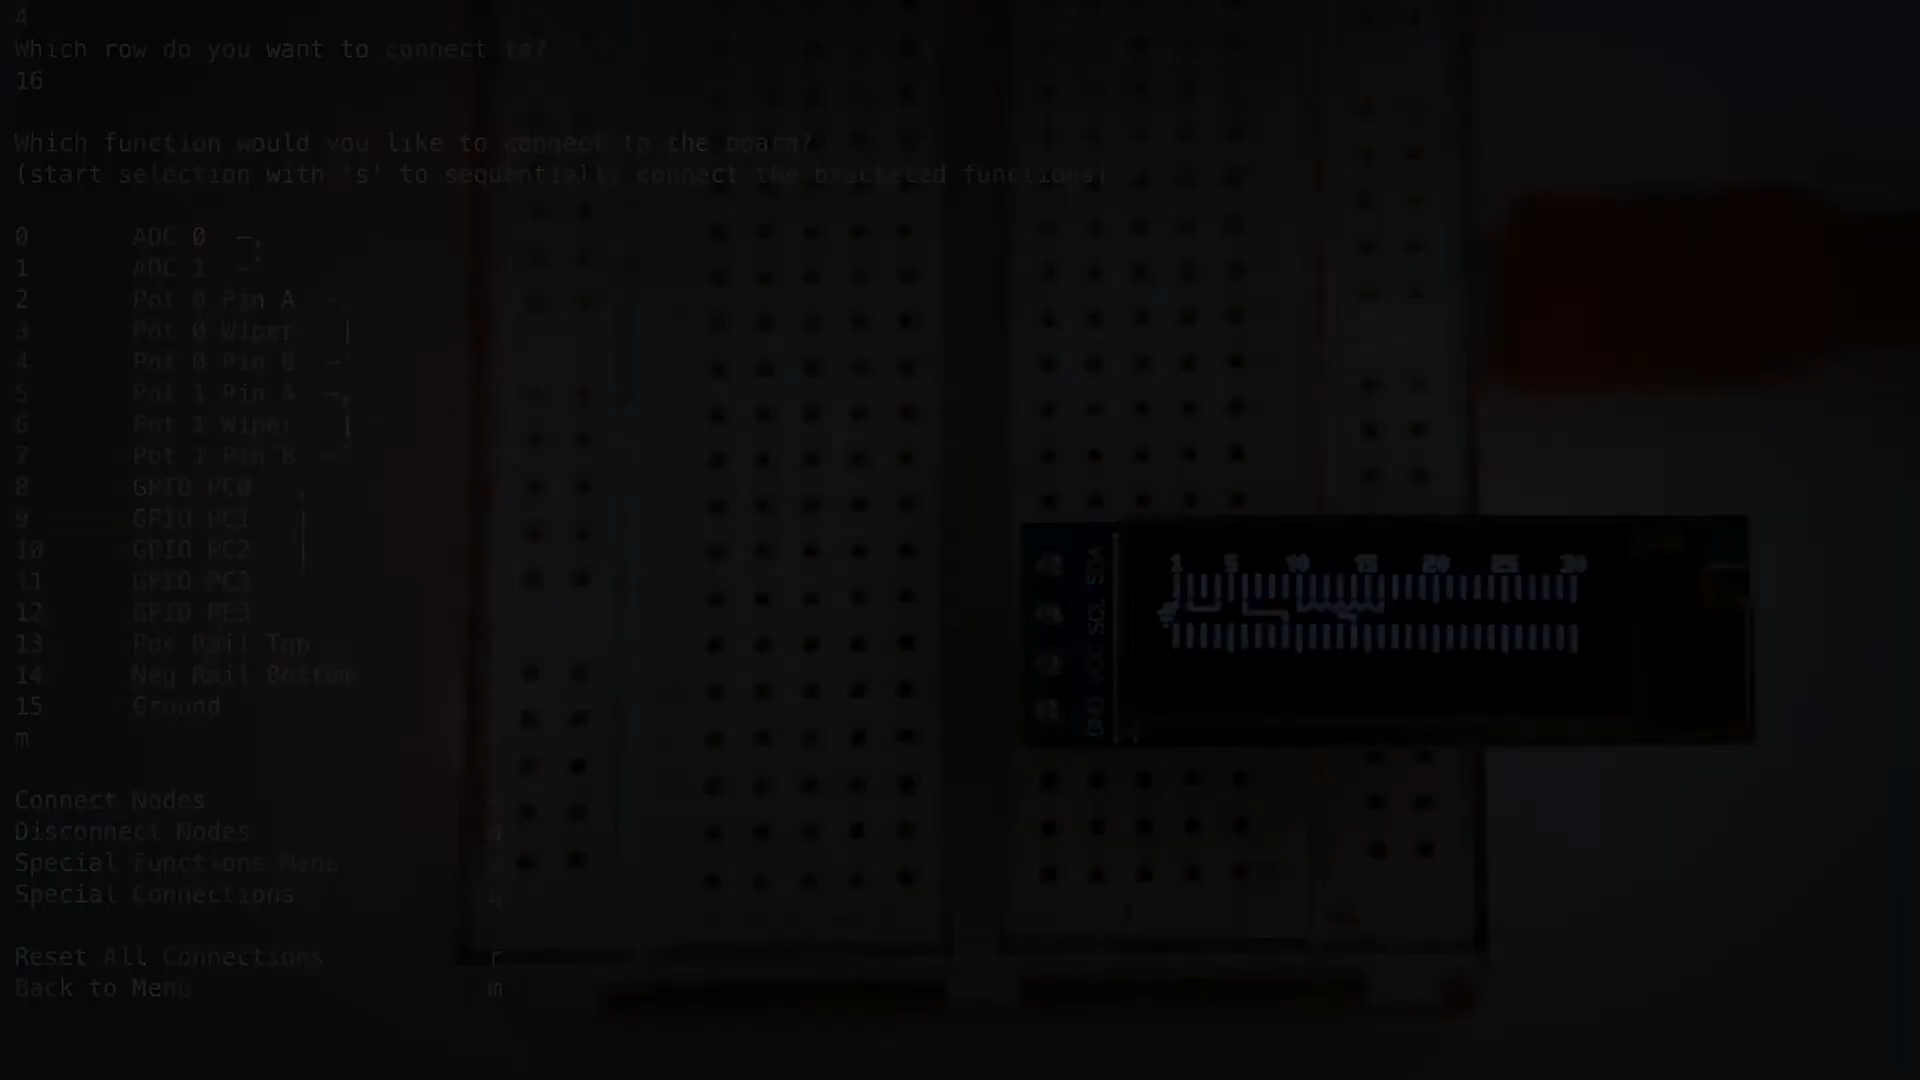 4
Which row do you want to connect to?
16
Which function would you like to connect to the board?
(start selection with 's' to sequentially connect the bracketed functions)
0 ADC 0 -,
1 ADC 1 -`
2 Pot 0 Pin A -,
3 Pot 0 Wiper |
4 Pot 0 Pin B -`
5 Pot 1 Pin A -,
6 Pot 1 Wiper |
7 Pot 1 Pin B -`
8 GPIO PC0
9 GPIO PC1 |
10 GPIO PC2 |
11 GPIO PC3
12 GPIO PE3
13 Pos Rail Top
14 Neg Rail Bottom
15 Ground
m
Connect Nodes
Disconnect Nodes
Special Functions Menu
Special Connections
Reset All Connections r
Back to Menu m
1 5 10 15 20 25 30
GND VCC SCL SDA